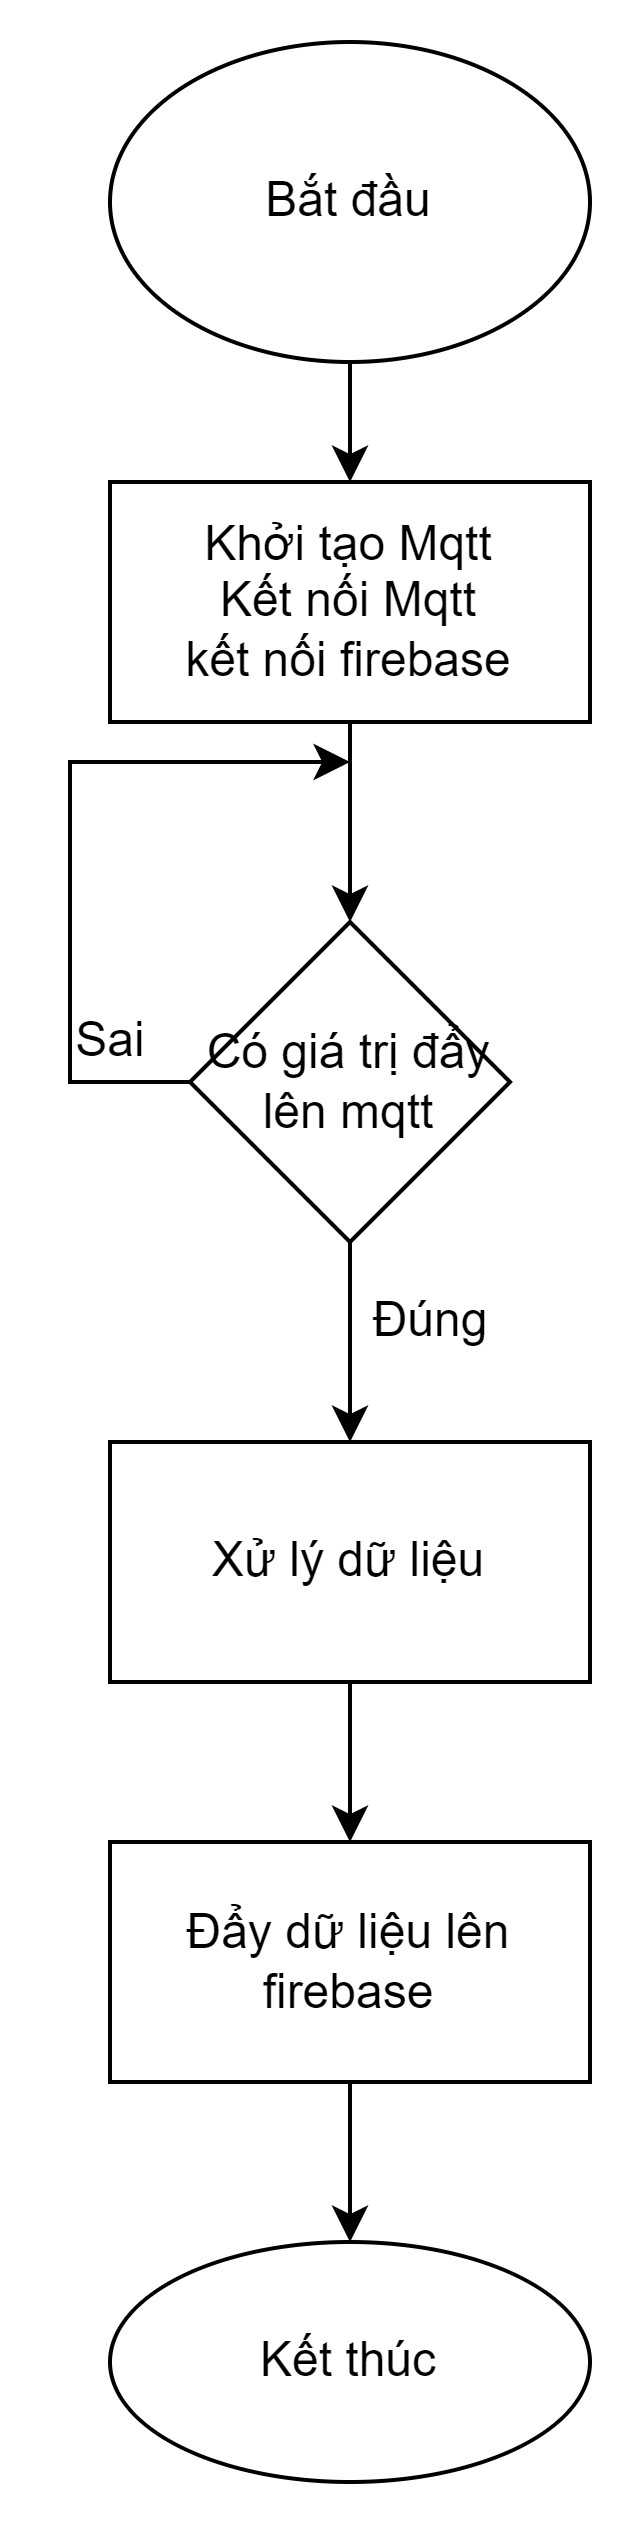 Bắt đầu
Khởi tạo Mqtt
Kết nối Mqtt
kết nối firebase
Sai
Có giá trị đẩy
lên mqtt
Đúng
Xử lý dữ liệu
Đẩy dữ liệu lên
firebase
Kết thúc